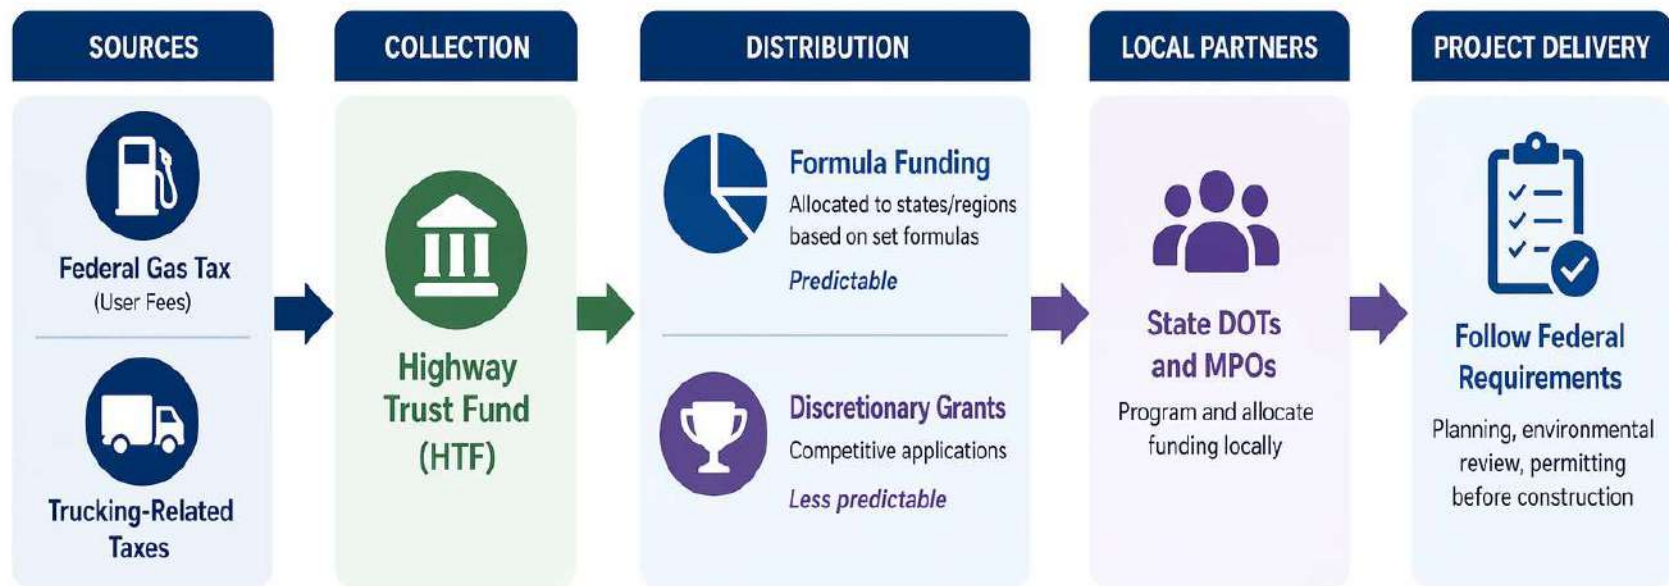 SOURCES
Federal Gas Tax
(User Fees)
Trucking-Related
Taxes
COLLECTION
Highway
Trust Fund
(HTF)
DISTRIBUTION
Formula Funding
Allocated to states/regions
based on set formulas
Predictable
Discretionary Grants
Competitive applications
Less predictable
LOCAL PARTNERS
State DOTs
and MPOs
Program and allocate
funding locally
PROJECT DELIVERY
Follow Federal
Requirements
Planning, environmental
review, permitting
before construction